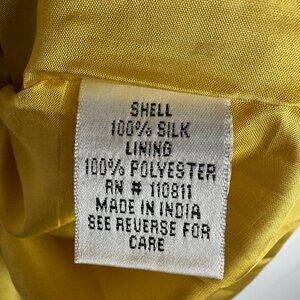 SHELL
100% SILK
LINING
100% POLYESTER
RN # 110811
MADE IN INDIA
SEE REVERSE FOR
CARE